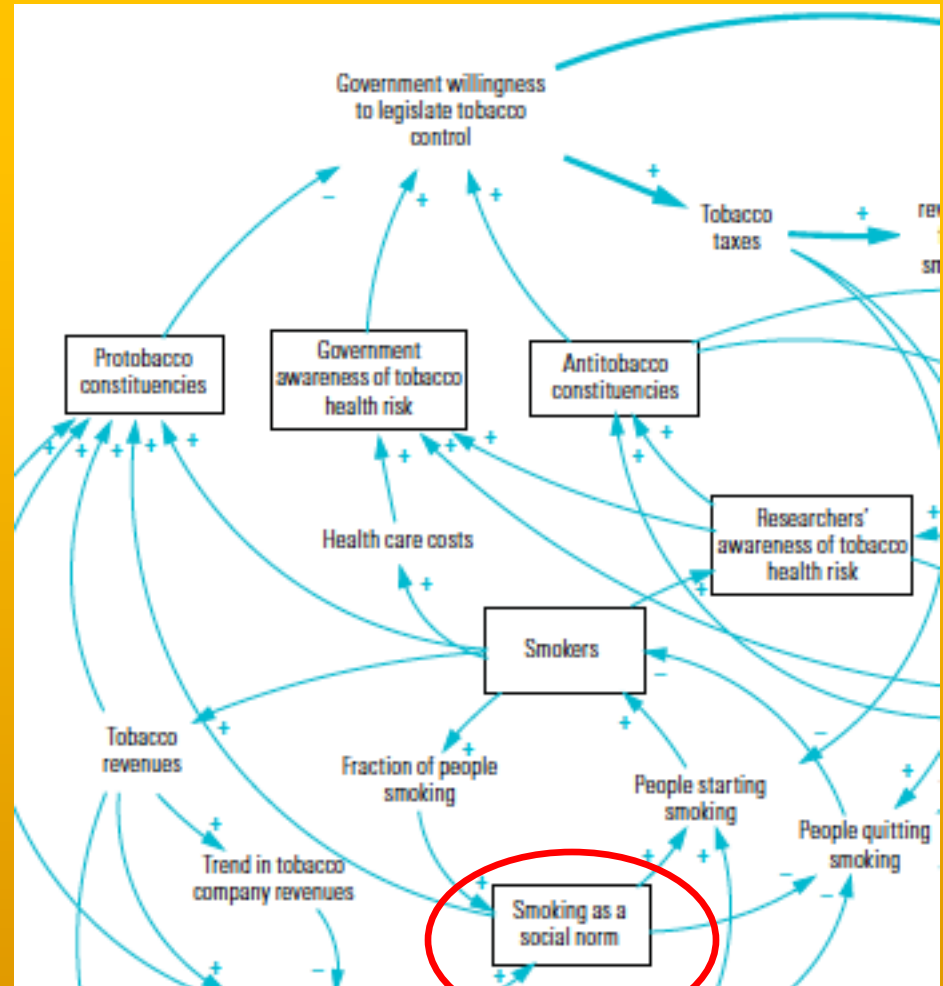 Government willingness
to legislate tobacco
control
+
−
+
+
Tobacco
taxes
+
Protobacco
constituencies
Government
awareness of tobacco
health risk
Antitobacco
constituencies
+
+
+
+
+
+
+
+
+
+
Health care costs
Researchers'
awareness of tobacco
health risk
+
+
+
Smokers
−
+
+
−
Tobacco
revenues
+
Fraction of people
smoking
People starting
smoking
+
People quitting
smoking
+
Trend in tobacco
company revenues
+
+
+
−
−
Smoking as a
social norm
+
−
+